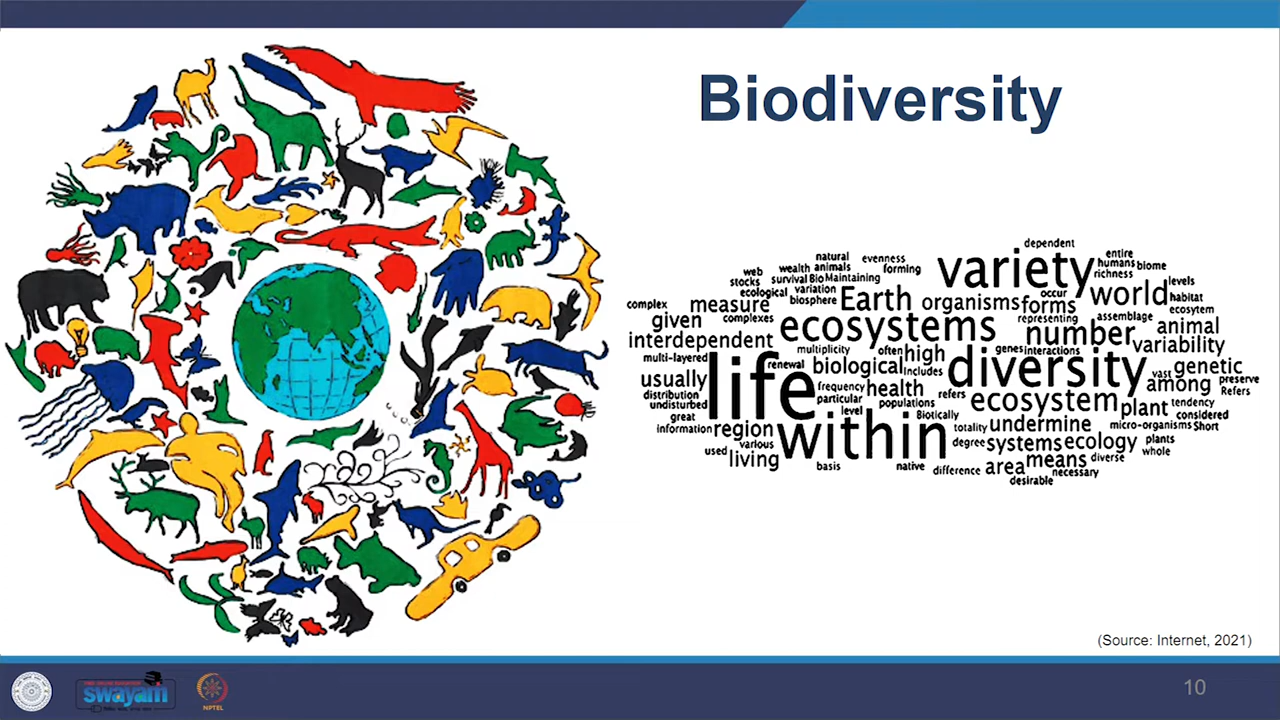 Biodiversity
dependent
natural evenness variety entire
web wealth animals forming humans biome
stocks survival Bio Maintaining richness levels
ecological variation Earth organisms occur forms world habitat
complex measure biosphere representing assemblage ecosytem
given complexes ecosystems number animal
interdependent multiplicity often high genes interactions variability
multi-layered life renewal biological Includes diversity vast genetic
usually frequency health refers ecosystem among preserve
distribution particular populations plant tendency Refers
undisturbed level Biotically undermine micro-organisms considered
great region within totality Short
information various degree systems ecology plants
used living basis native difference area means diverse whole
necessary
desirable
(Source: Internet, 2021)
swayam
NPTEL
10